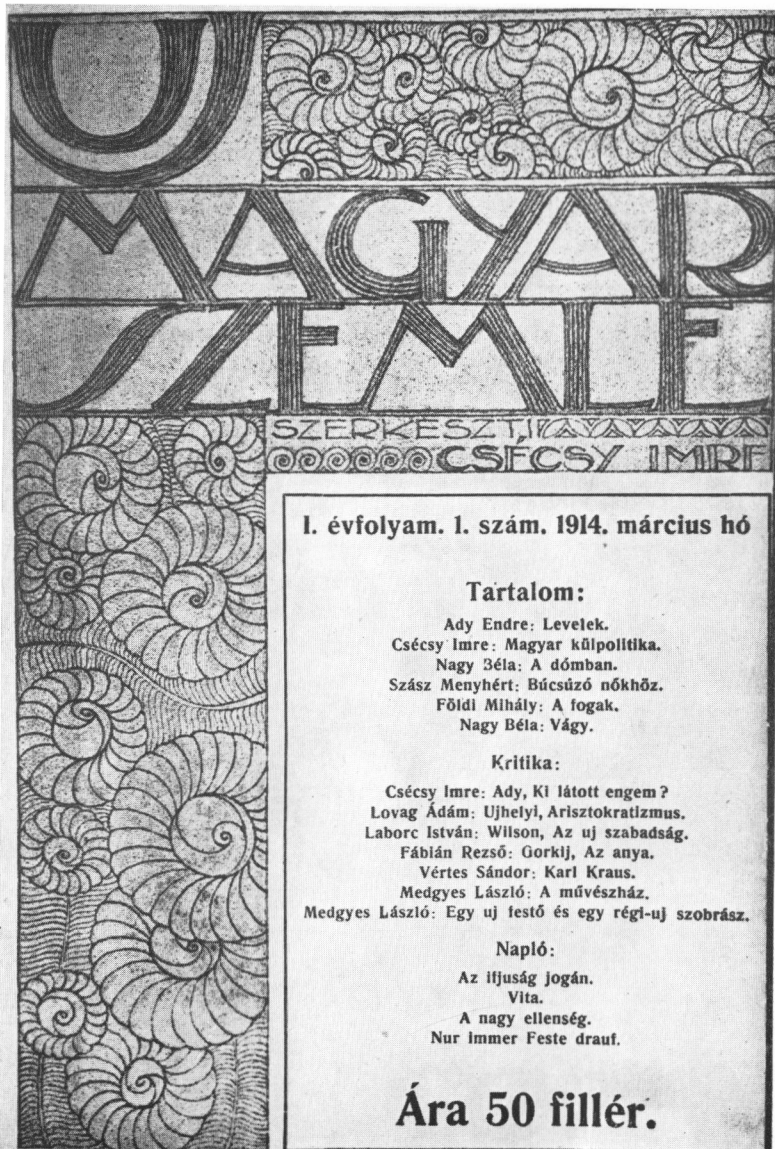 UJ
MAGYAR
SZEMLE
SZERKESZTI
CSÉCSY IMRE
I. évfolyam. 1. szám. 1914. március hó
Tartalom:
Ady Endre: Levelek.
Csécsy Imre: Magyar külpolitika.
Nagy Béla: A dómban.
Szász Menyhért: Búcsúzó nőkhöz.
Földi Mihály: A fogak.
Nagy Béla: Vágy.
Kritika:
Csécsy Imre: Ady, Ki látott engem?
Lovag Ádám: Ujhelyi, Arisztokratizmus.
Laborc István: Wilson, Az uj szabadság.
Fábián Rezső: Gorkij, Az anya.
Vértes Sándor: Karl Kraus.
Medgyes László: A művészház.
Medgyes László: Egy uj festő és egy régi-uj szobrász.
Napló:
Az ifjuság jogán.
Vita.
A nagy ellenség.
Nur immer Feste drauf.
Ára 50 fillér.